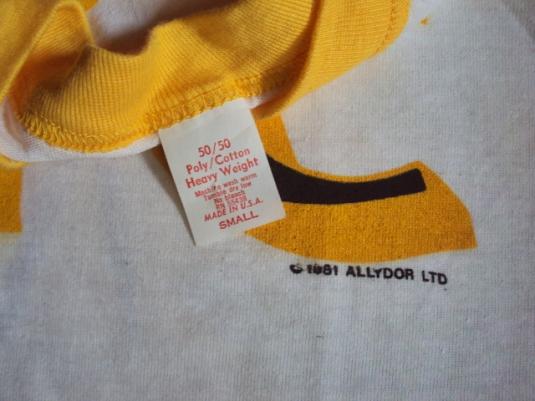 50/50
Poly/Cotton
Heavy Weight
Machine wash warm
Tumble dry low
No bleach
RN
MADE IN U.S.A.
SMALL
© 1981 ALLYDOR LTD